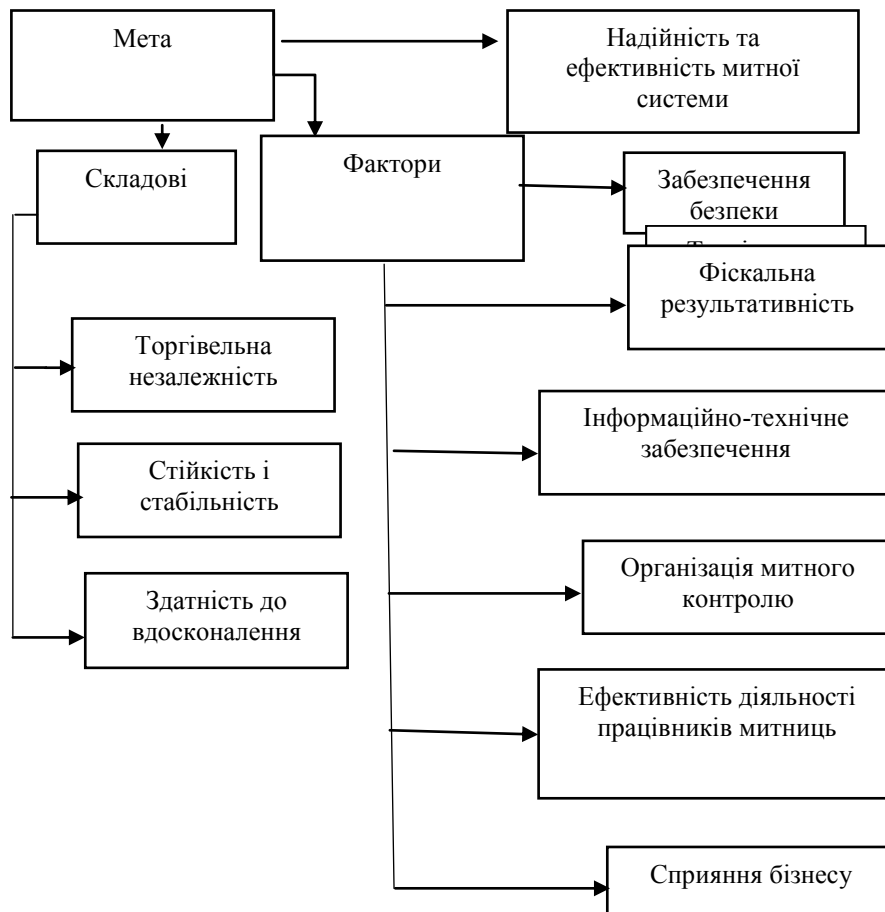 Мета
Надійність та
ефективність митної
системи
Складові
Фактори
Забезпечення
безпеки
Фіскальна
результативність
Торгівельна
незалежність
Інформаційно-технічне
забезпечення
Стійкість і
стабільність
Організація митного
контролю
Здатність до
вдосконалення
Ефективність діяльності
працівників митниць
Сприяння бізнесу